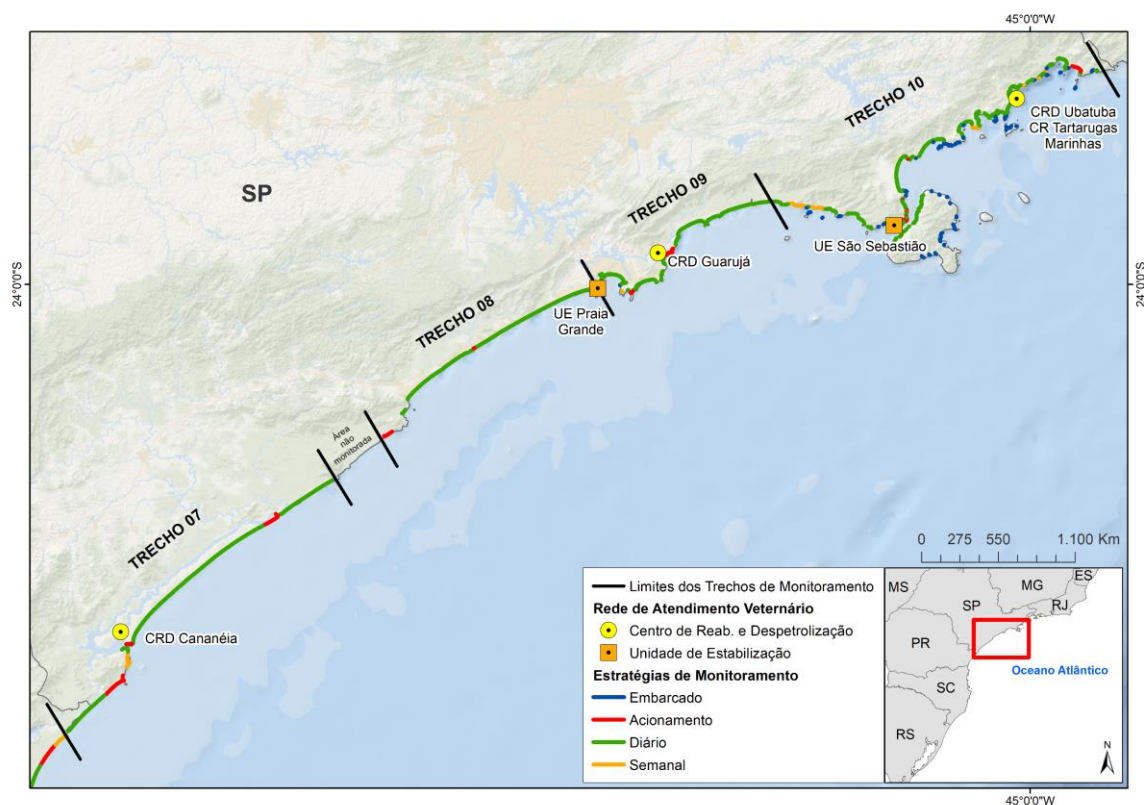 45°0'0"W
TRECHO 10
CRD Ubatuba
CR Tartarugas
Marinhas
SP
TRECHO 09
UE São Sebastião
CRD Guarujá
24°0'0"S
24°0'0"S
UE Praia
Grande
TRECHO 08
Área
não
monitorada
TRECHO 07
CRD Cananéia
0 275 550 1.100 Km
Limites dos Trechos de Monitoramento
Rede de Atendimento Veternário
Centro de Reab. e Despetrolização
Unidade de Estabilização
Estratégias de Monitoramento
Embarcado
Acionamento
Diário
Semanal
MS
MG
ES
SP
RJ
PR
Oceano Atlântico
SC
RS
N
45°0'0"W